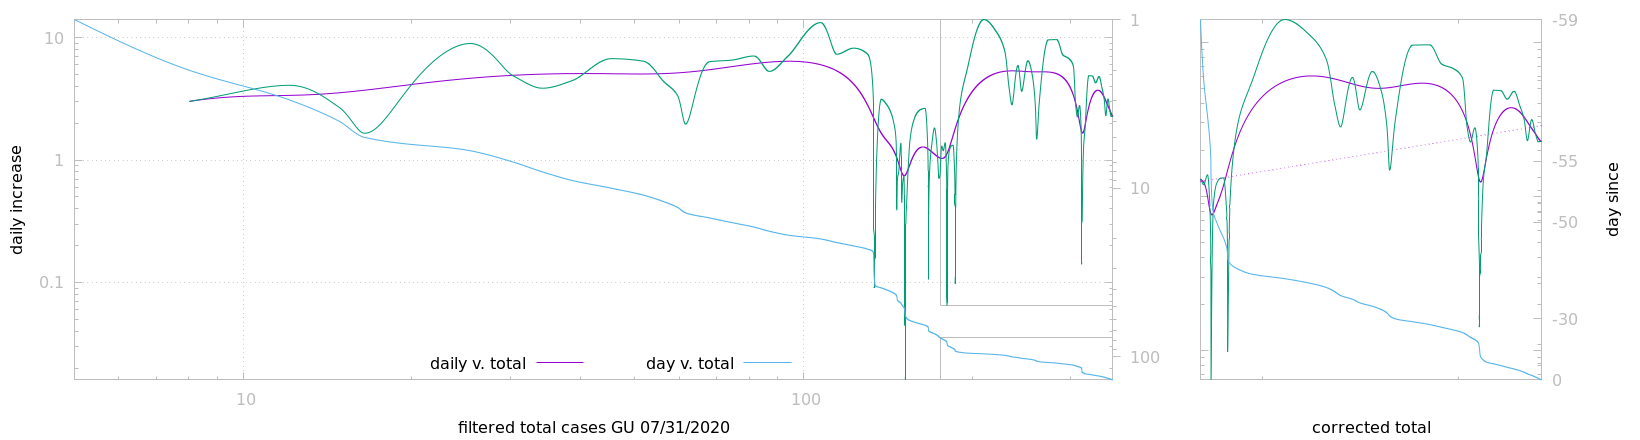 10
1
0.1
daily increase
10
100
daily v. total
day v. total
filtered total cases GU 07/31/2020
1
10
100
-59
-55
-50
-30
0
day since
corrected total